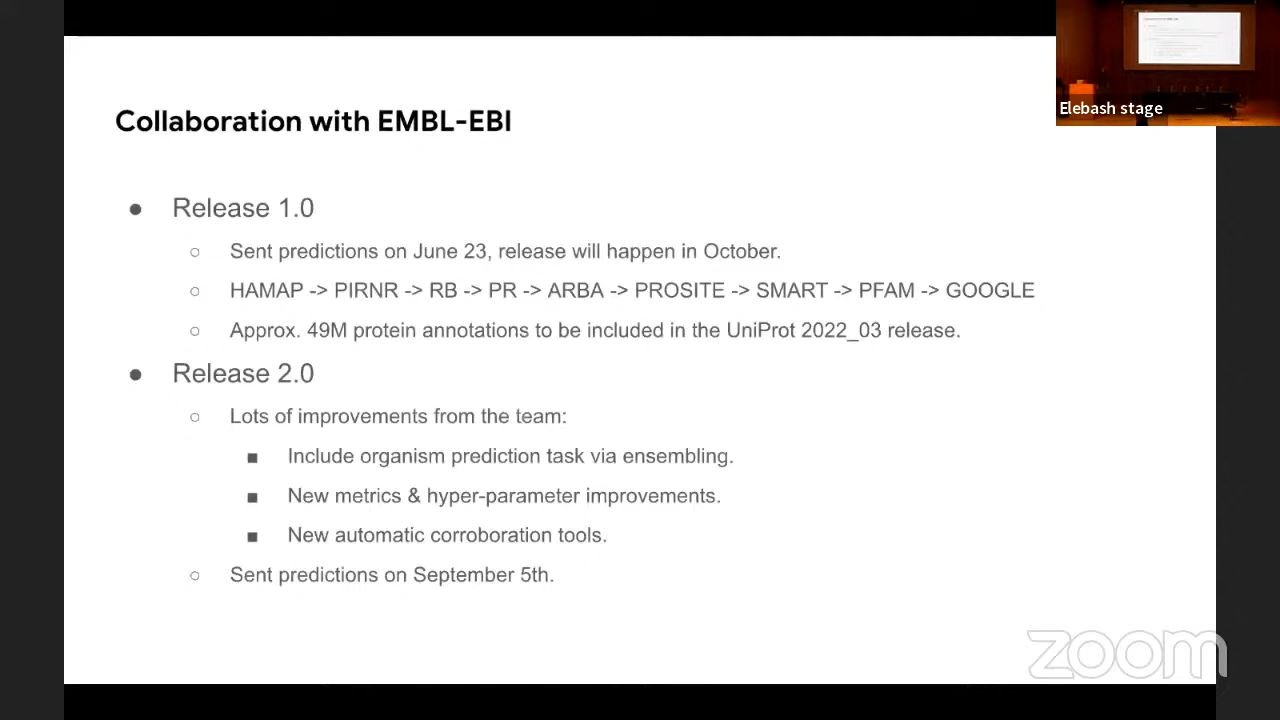 Elebash stage
Collaboration with EMBL-EBI
● Release 1.0
○ Sent predictions on June 23, release will happen in October.
○ HAMAP -> PIRNR -> RB -> PR -> ARBA -> PROSITE -> SMART -> PFAM -> GOOGLE
○ Approx. 49M protein annotations to be included in the UniProt 2022_03 release.
● Release 2.0
○ Lots of improvements from the team:
■ Include organism prediction task via ensembling.
■ New metrics & hyper-parameter improvements.
■ New automatic corroboration tools.
○ Sent predictions on September 5th.
zoom